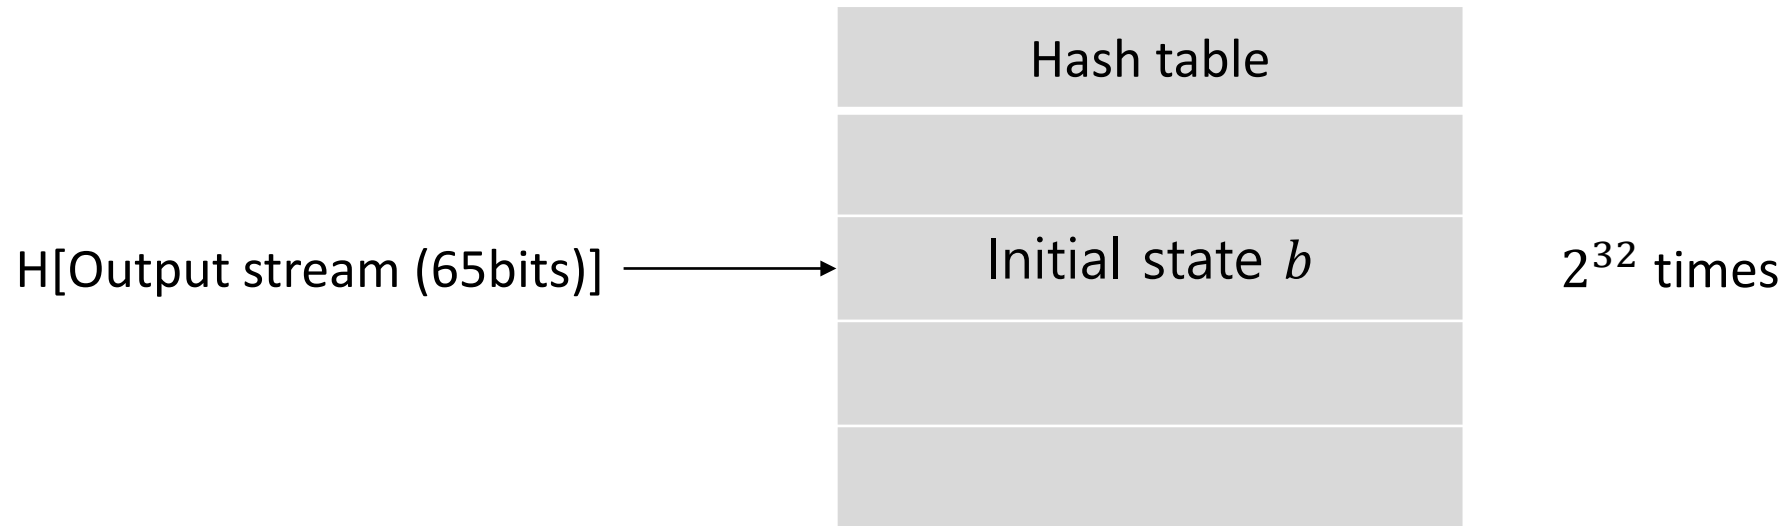 Hash table
H[Output stream (65bits)]
Initial state b
2³² times